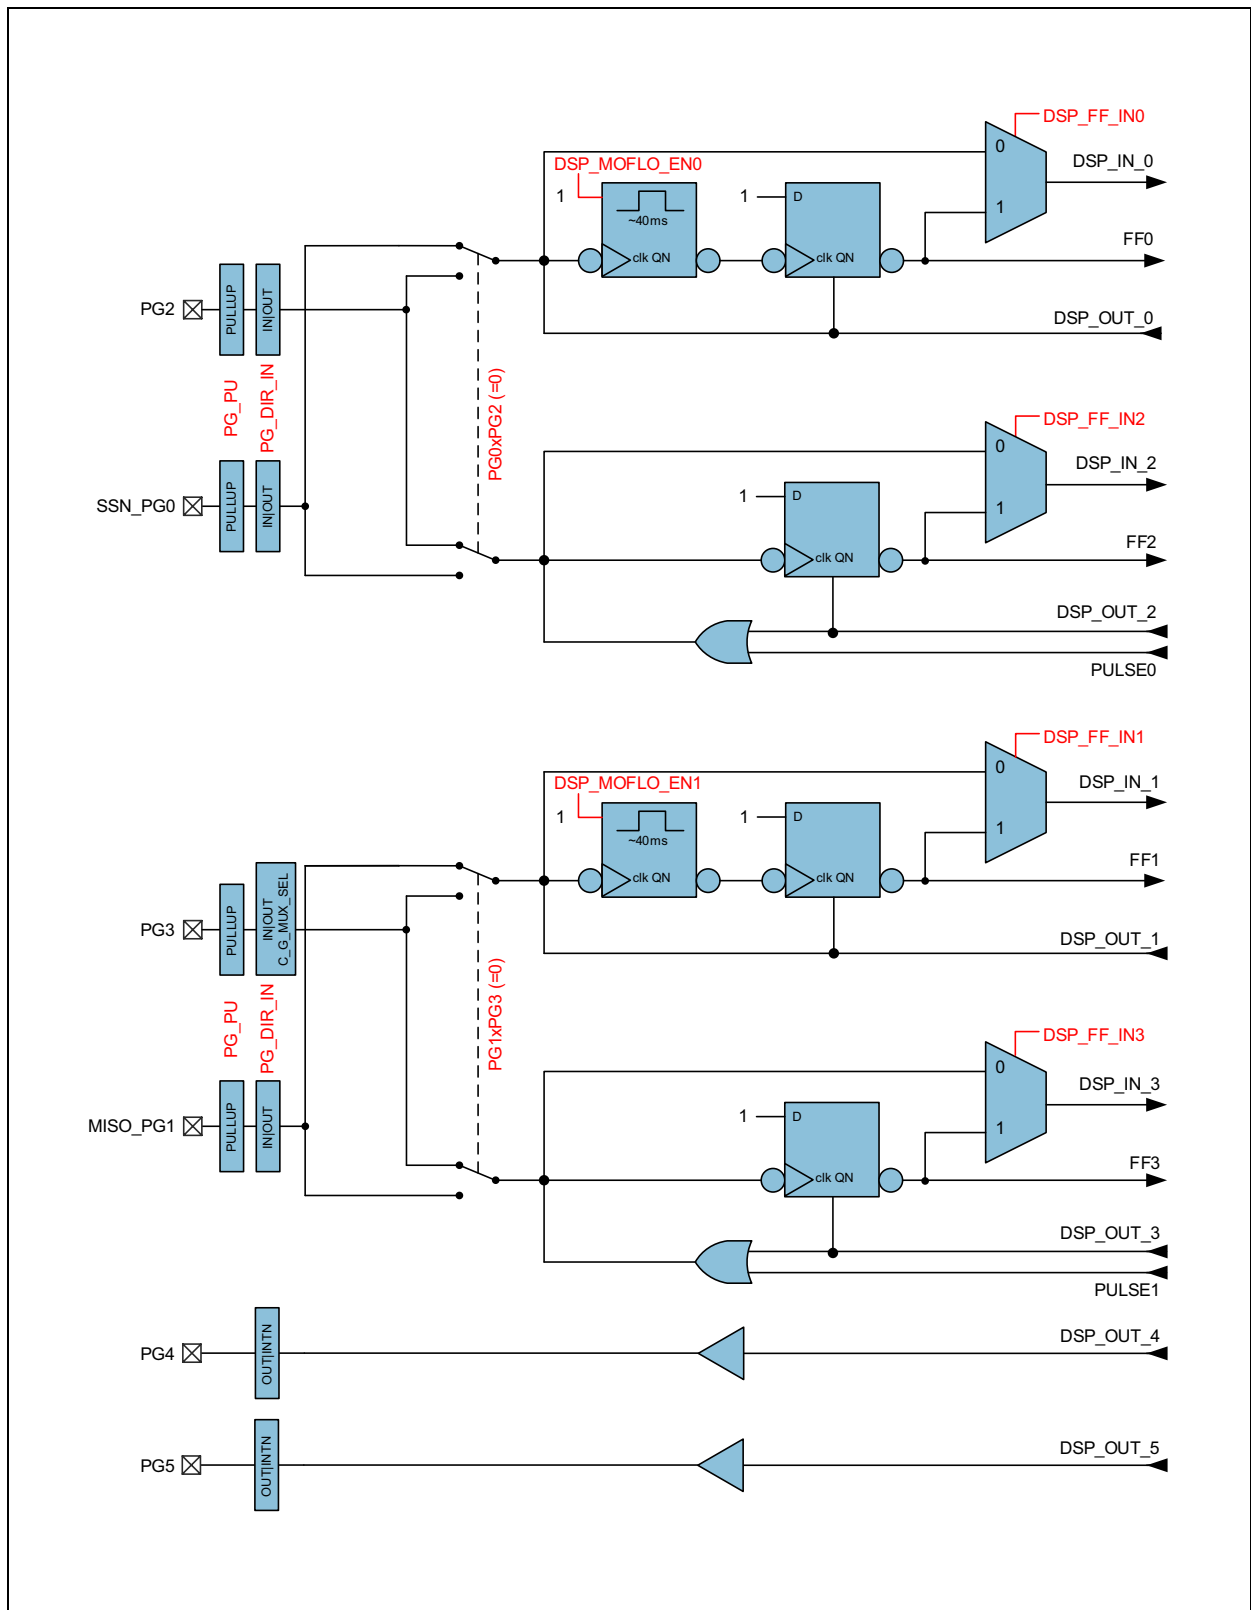 DSP_FF_IN0
0
DSP_IN_0
DSP_MOFLO_EN0
1
~40ms
clk QN
1
D
clk QN
1
FF0
PG2
PULLUP
IN|OUT
DSP_OUT_0
PG_PU
PG_DIR_IN
PG0xPG2 (=0)
DSP_FF_IN2
0
DSP_IN_2
SSN_PG0
PULLUP
IN|OUT
1
D
clk QN
1
FF2
DSP_OUT_2
PULSE0
DSP_FF_IN1
0
DSP_IN_1
DSP_MOFLO_EN1
1
~40ms
clk QN
1
D
clk QN
1
FF1
PG3
PULLUP
IN|OUT
C_G_MUX_SEL
DSP_OUT_1
PG_PU
PG_DIR_IN
PG1xPG3 (=0)
DSP_FF_IN3
0
DSP_IN_3
MISO_PG1
PULLUP
IN|OUT
1
D
clk QN
1
FF3
DSP_OUT_3
PULSE1
PG4
OUT|INTN
DSP_OUT_4
PG5
OUT|INTN
DSP_OUT_5